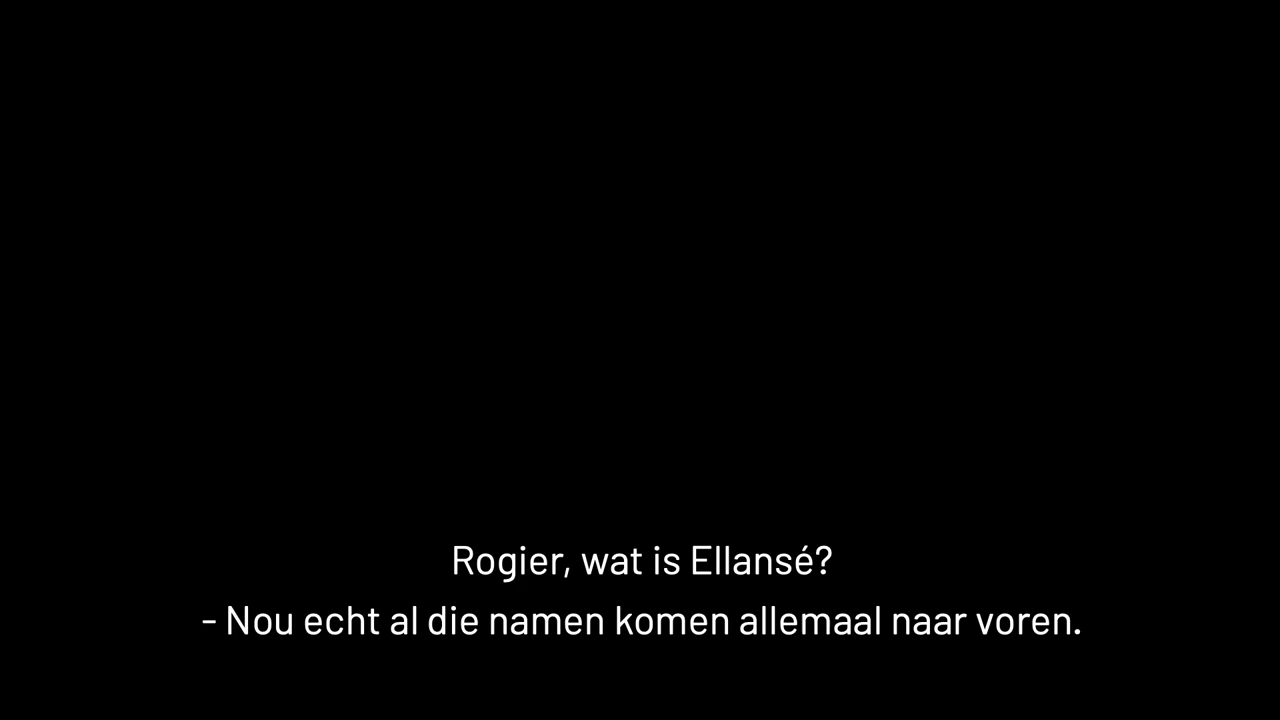 Rogier, wat is Ellansé?
- Nou echt al die namen komen allemaal naar voren.